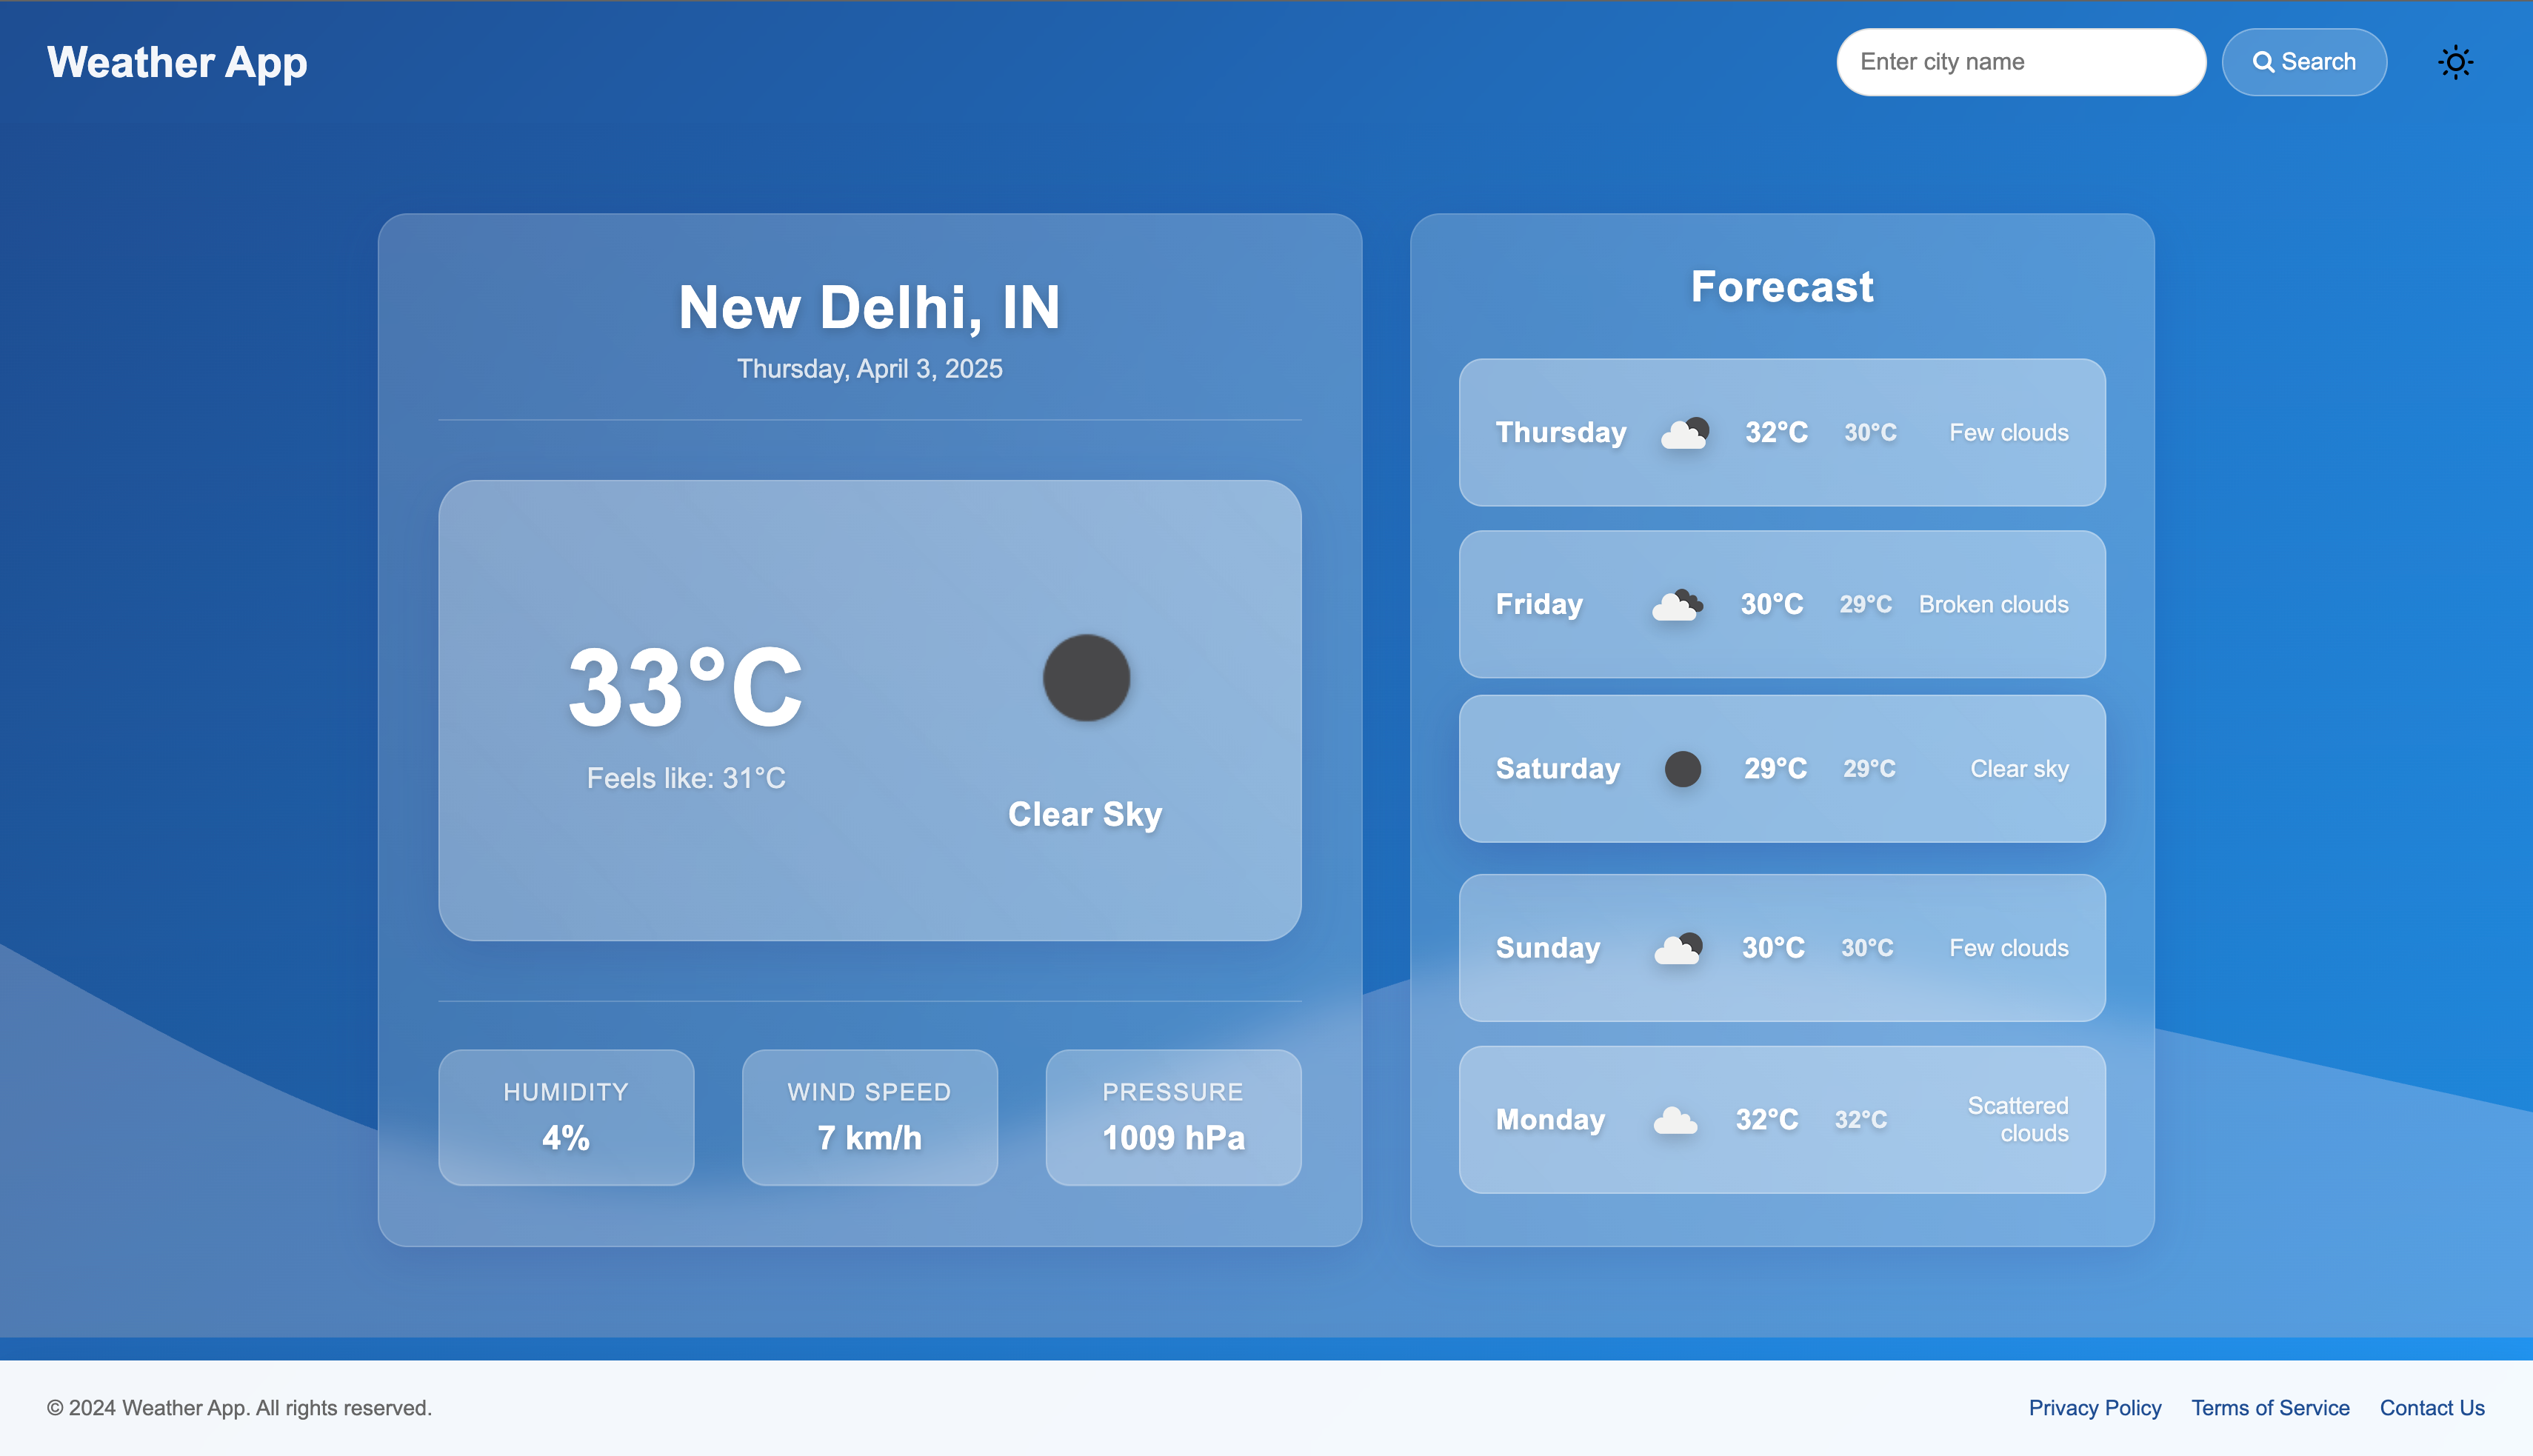 Weather App
Enter city name
Search
New Delhi, IN
Thursday, April 3, 2025
33°C
Feels like: 31°C
Clear Sky
HUMIDITY
4%
WIND SPEED
7 km/h
PRESSURE
1009 hPa
Forecast
Thursday 32°C 30°C Few clouds
Friday 30°C 29°C Broken clouds
Saturday 29°C 29°C Clear sky
Sunday 30°C 30°C Few clouds
Monday 32°C 32°C Scattered
clouds
© 2024 Weather App. All rights reserved.
Privacy Policy Terms of Service Contact Us